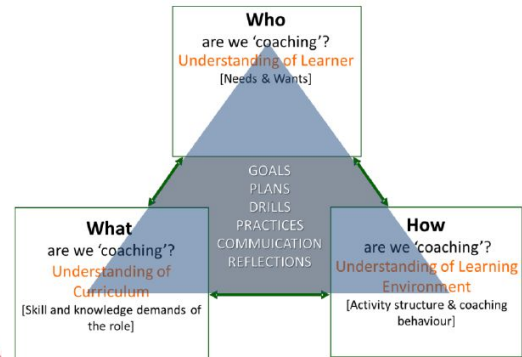 Who
are we ‘coaching’?
Understanding of Learner
[Needs & Wants]
GOALS
PLANS
DRILLS
PRACTICES
COMMUICATION
REFLECTIONS
What
are we ‘coaching’?
Understanding of
Curriculum
[Skill and knowledge demands of
the role]
How
are we ‘coaching’?
Understanding of Learning
Environment
[Activity structure & coaching
behaviour]